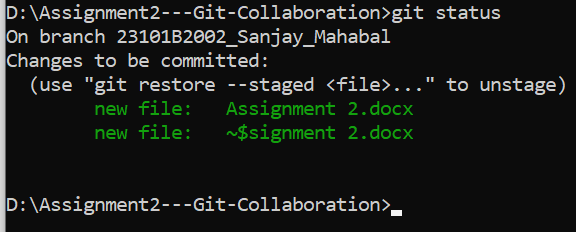 D:\Assignment2---Git-Collaboration>git status
On branch 23101B2002_Sanjay_Mahabal
Changes to be committed:
  (use "git restore --staged <file>..." to unstage)
        new file:   Assignment 2.docx
        new file:   ~$signment 2.docx

D:\Assignment2---Git-Collaboration>